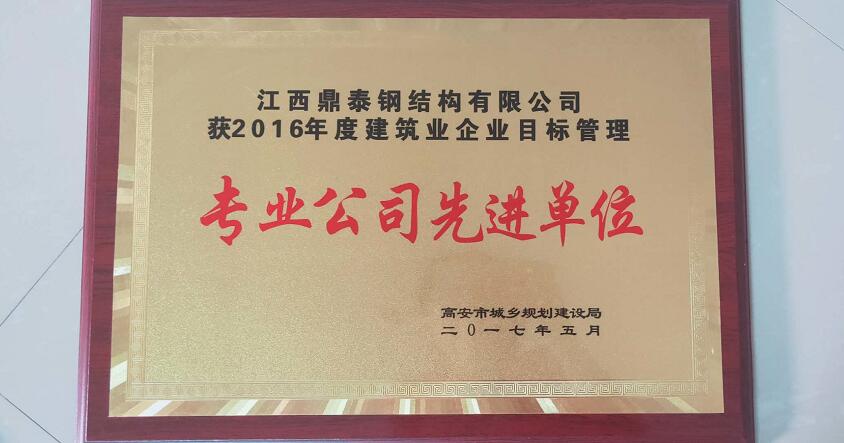 江西鼎泰钢结构有限公司
获2016年度建筑业企业目标管理
专业公司先进单位
高安市城乡规划建设局
二〇一七年五月